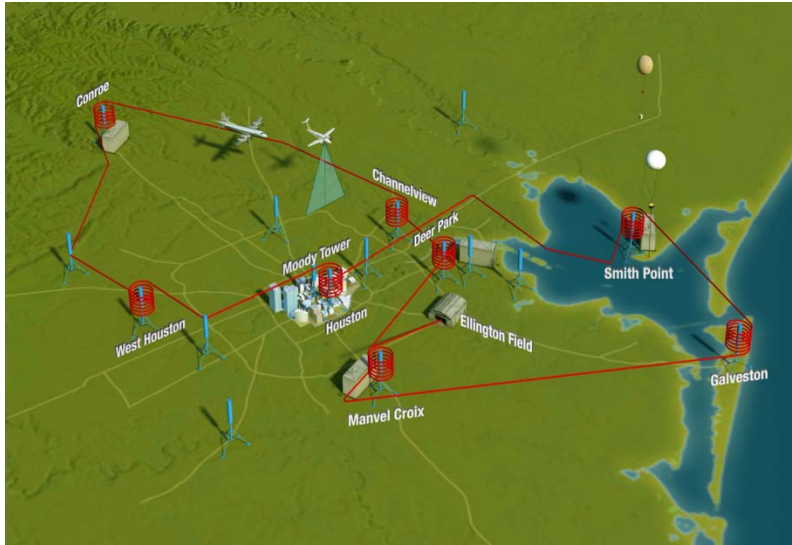 Conroe
Channelview
Deer Park
Moody Tower
Smith Point
West Houston
Houston
Ellington Field
Galveston
Manvel Croix